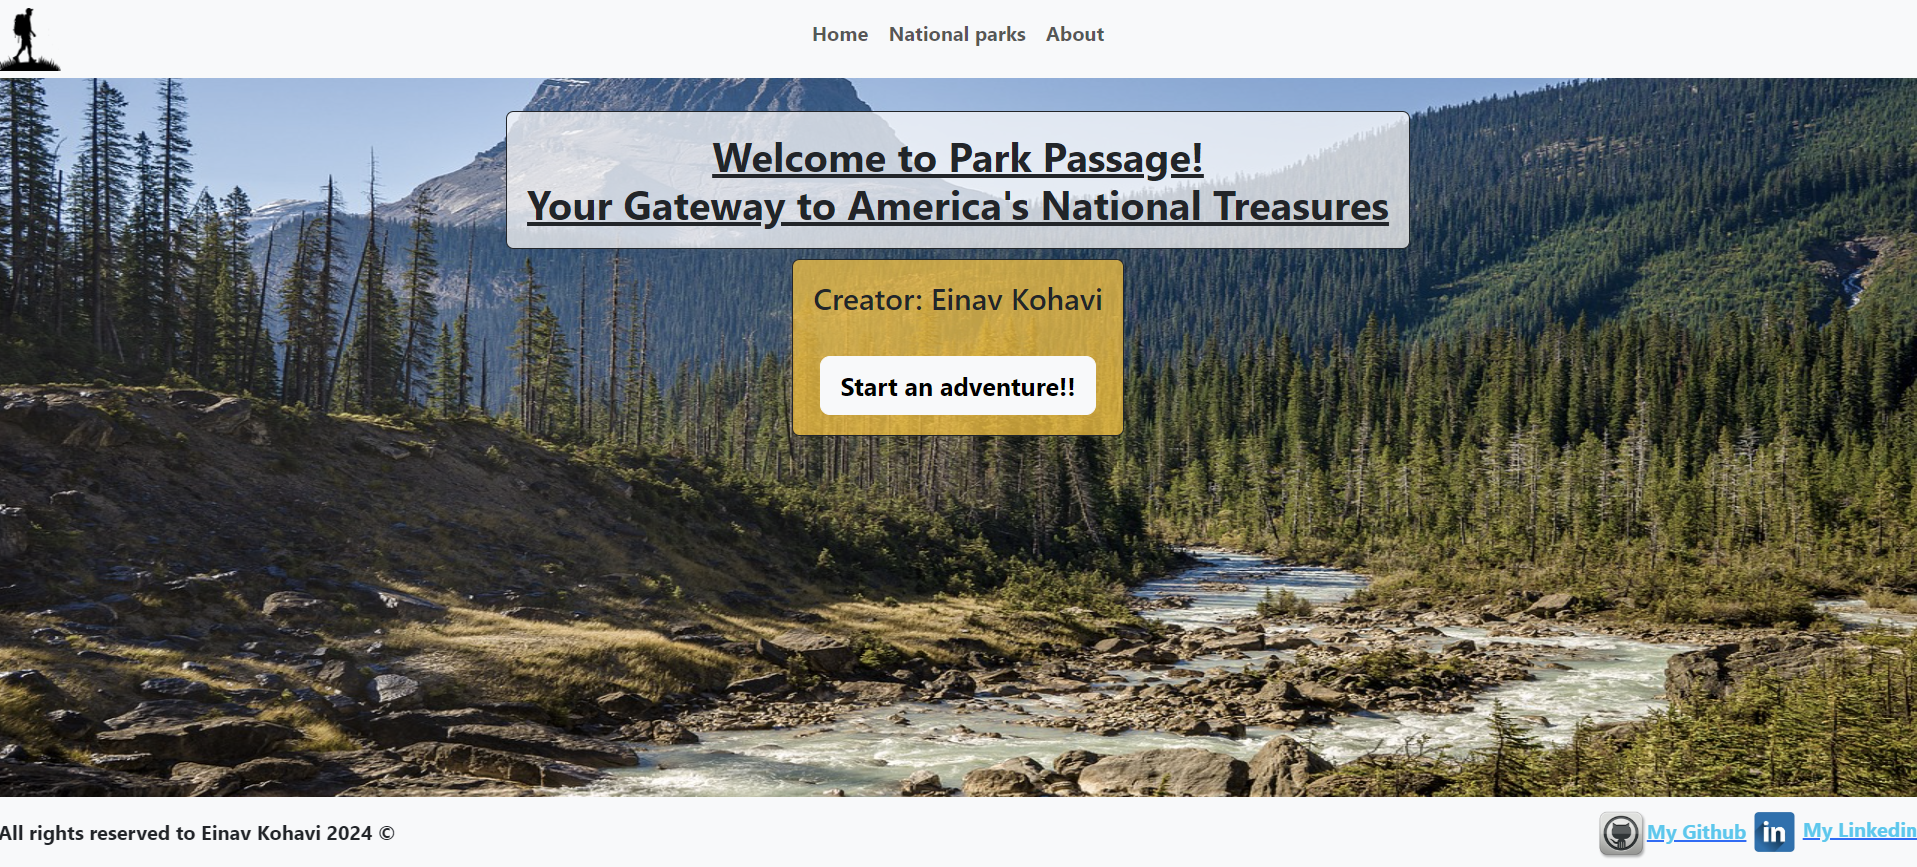 Home National parks About
Welcome to Park Passage!
Your Gateway to America's National Treasures
Creator: Einav Kohavi
Start an adventure!!
All rights reserved to Einav Kohavi 2024 ©
My Github in My Linkedin